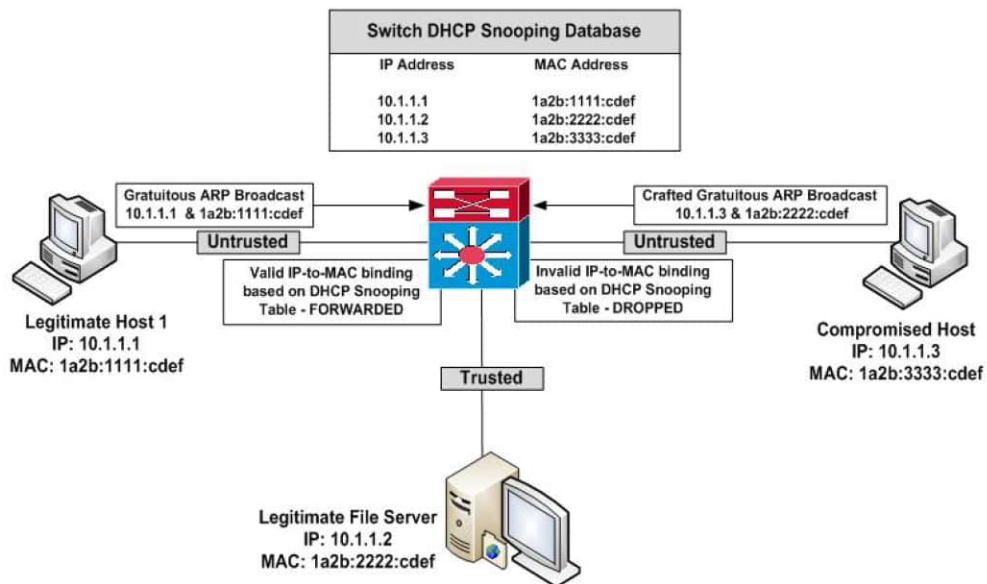 Switch DHCP Snooping Database
IP Address MAC Address
10.1.1.1 1a2b:1111:cdef
10.1.1.2 1a2b:2222:cdef
10.1.1.3 1a2b:3333:cdef
Gratuitous ARP Broadcast
10.1.1.1 & 1a2b:1111:cdef
Crafted Gratuitous ARP Broadcast
10.1.1.3 & 1a2b:2222:cdef
Untrusted
Untrusted
Valid IP-to-MAC binding
based on DHCP Snooping
Table - FORWARDED
Invalid IP-to-MAC binding
based on DHCP Snooping
Table - DROPPED
Legitimate Host 1
IP: 10.1.1.1
MAC: 1a2b:1111:cdef
Compromised Host
IP: 10.1.1.3
MAC: 1a2b:3333:cdef
Trusted
Legitimate File Server
IP: 10.1.1.2
MAC: 1a2b:2222:cdef